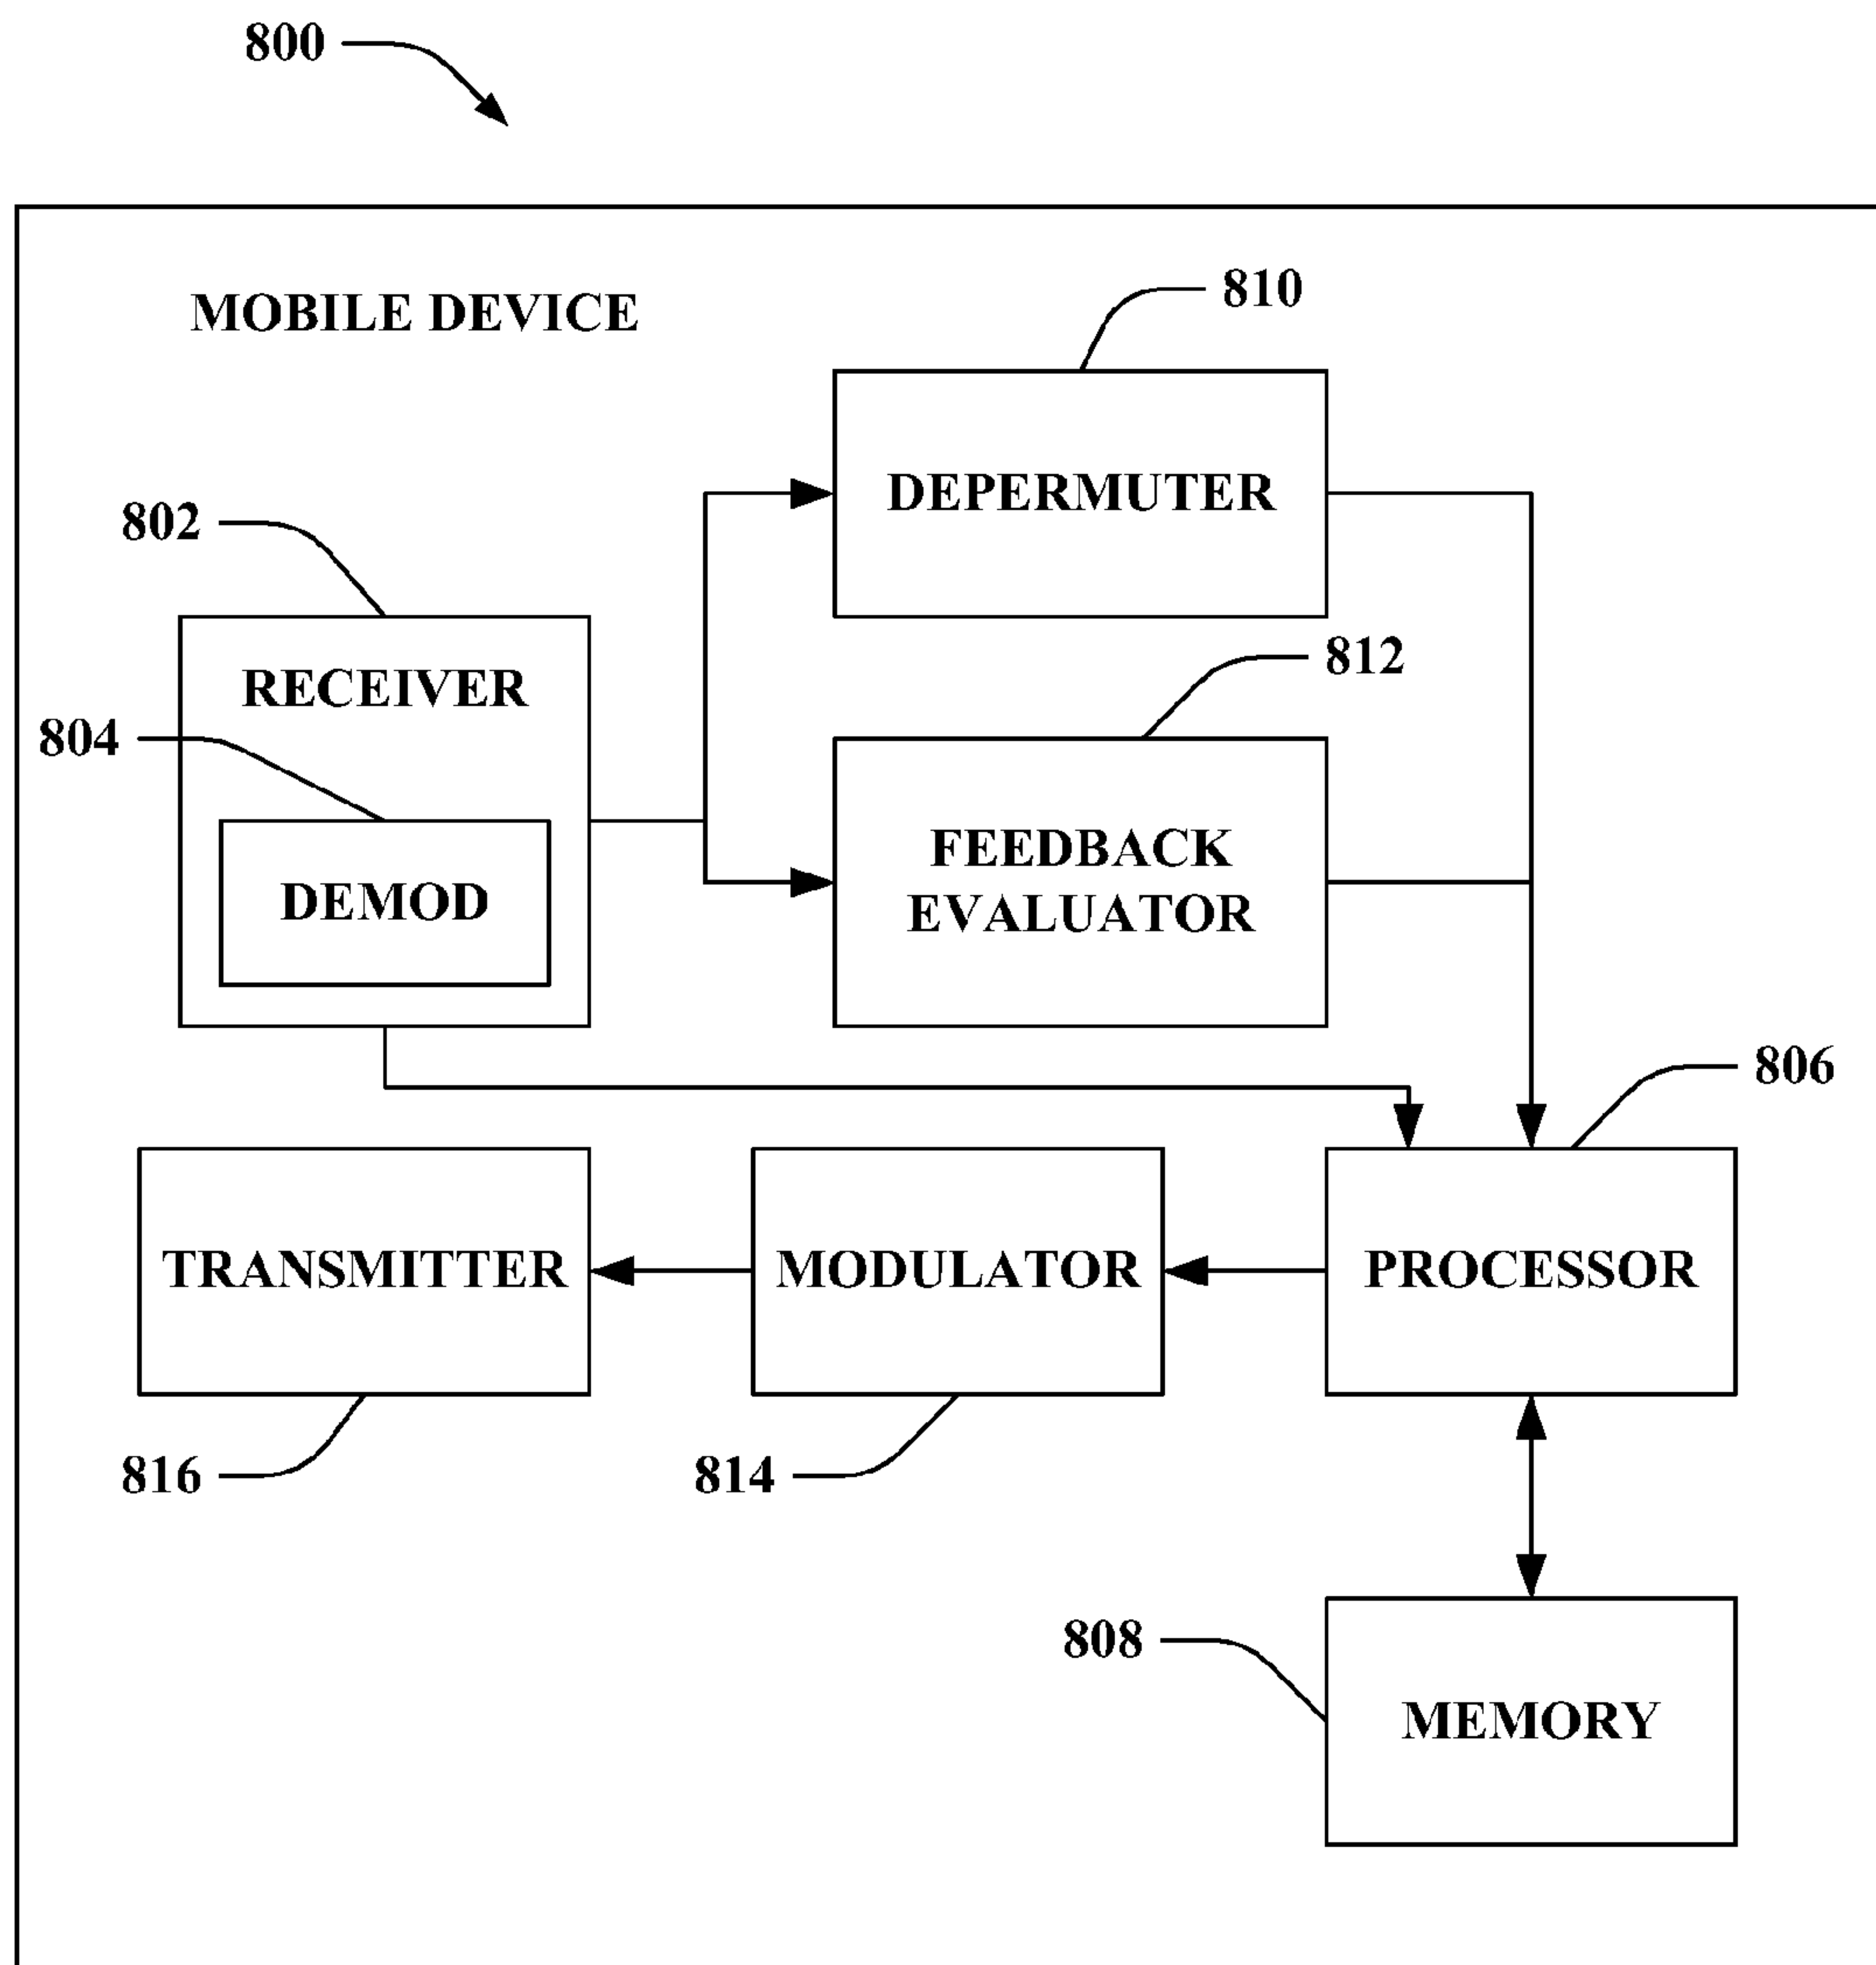 800
MOBILE DEVICE
810
DEPERMUTER
802
812
RECEIVER
804
FEEDBACK
EVALUATOR
DEMOD
806
TRANSMITTER
MODULATOR
PROCESSOR
816
814
808
MEMORY